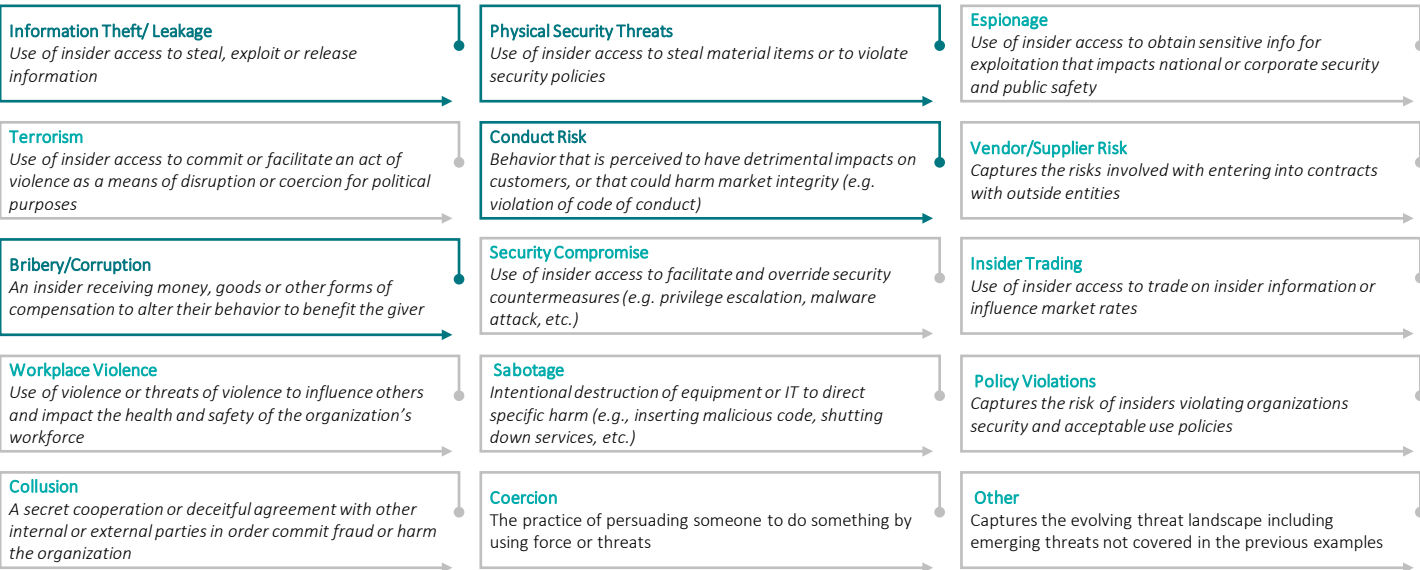 Information Theft/ Leakage
Use of insider access to steal, exploit or release
information
Physical Security Threats
Use of insider access to steal material items or to violate
security policies
Espionage
Use of insider access to obtain sensitive info for
exploitation that impacts national or corporate security
and public safety
Terrorism
Use of insider access to commit or facilitate an act of
violence as a means of disruption or coercion for political
purposes
Conduct Risk
Behavior that is perceived to have detrimental impacts on
customers, or that could harm market integrity (e.g.
violation of code of conduct)
Vendor/Supplier Risk
Captures the risks involved with entering into contracts
with outside entities
Bribery/Corruption
An insider receiving money, goods or other forms of
compensation to alter their behavior to benefit the giver
Security Compromise
Use of insider access to facilitate and override security
countermeasures (e.g. privilege escalation, malware
attack, etc.)
Insider Trading
Use of insider access to trade on insider information or
influence market rates
Workplace Violence
Use of violence or threats of violence to influence others
and impact the health and safety of the organization's
workforce
Sabotage
Intentional destruction of equipment or IT to direct
specific harm (e.g., inserting malicious code, shutting
down services, etc.)
Policy Violations
Captures the risk of insiders violating organizations
security and acceptable use policies
Collusion
A secret cooperation or deceitful agreement with other
internal or external parties in order commit fraud or harm
the organization
Coercion
The practice of persuading someone to do something by
using force or threats
Other
Captures the evolving threat landscape including
emerging threats not covered in the previous examples